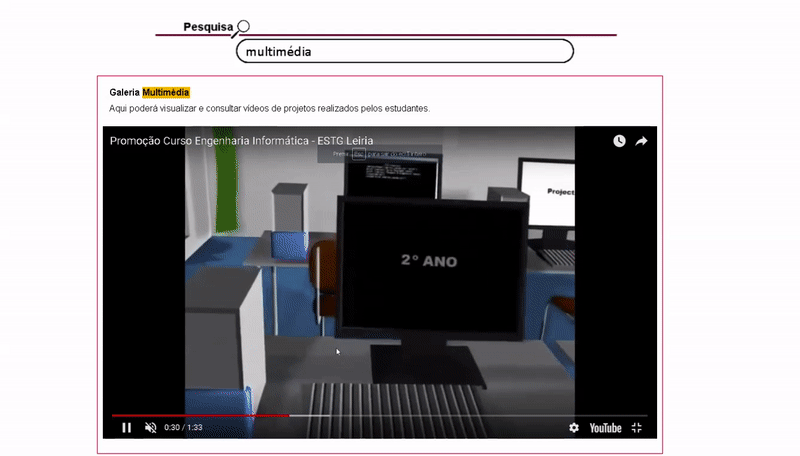 Pesquisa
multimédia
Galeria Multimédia
Aqui poderá visualizar e consultar vídeos de projetos realizados pelos estudantes.
Promoção Curso Engenharia Informática - ESTG Leiria
Esc
Project
2º ANO
0:30 / 1:33
YouTube